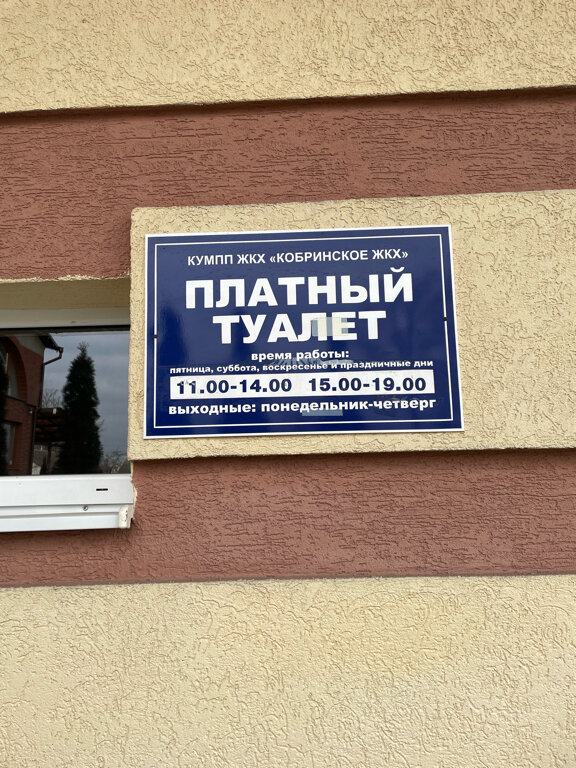 КУМПП ЖКХ «КОБРИНСКОЕ ЖКХ»
ПЛАТНЫЙ
ТУАЛЕТ
время работы:
пятница, суббота, воскресенье и праздничные дни
11.00-14.00 15.00-19.00
выходные: понедельник-четверг